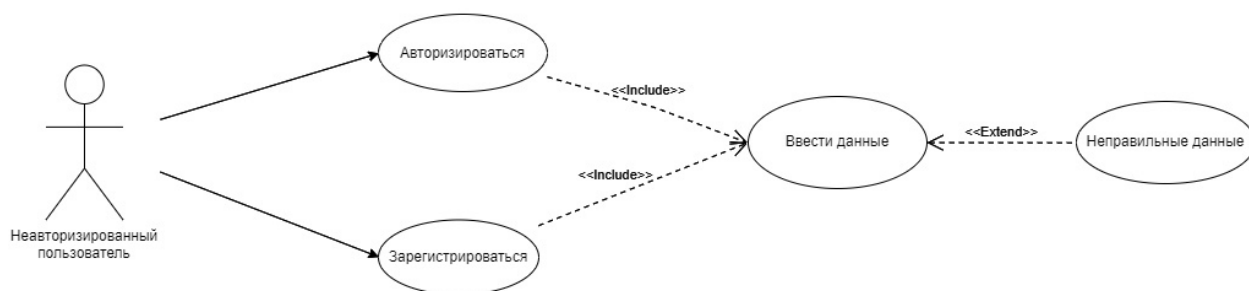 Авторизироваться
<<Include>>
Ввести данные
<<Extend>>
Неправильные данные
<<Include>>
Неавторизированный
пользователь
Зарегистрироваться